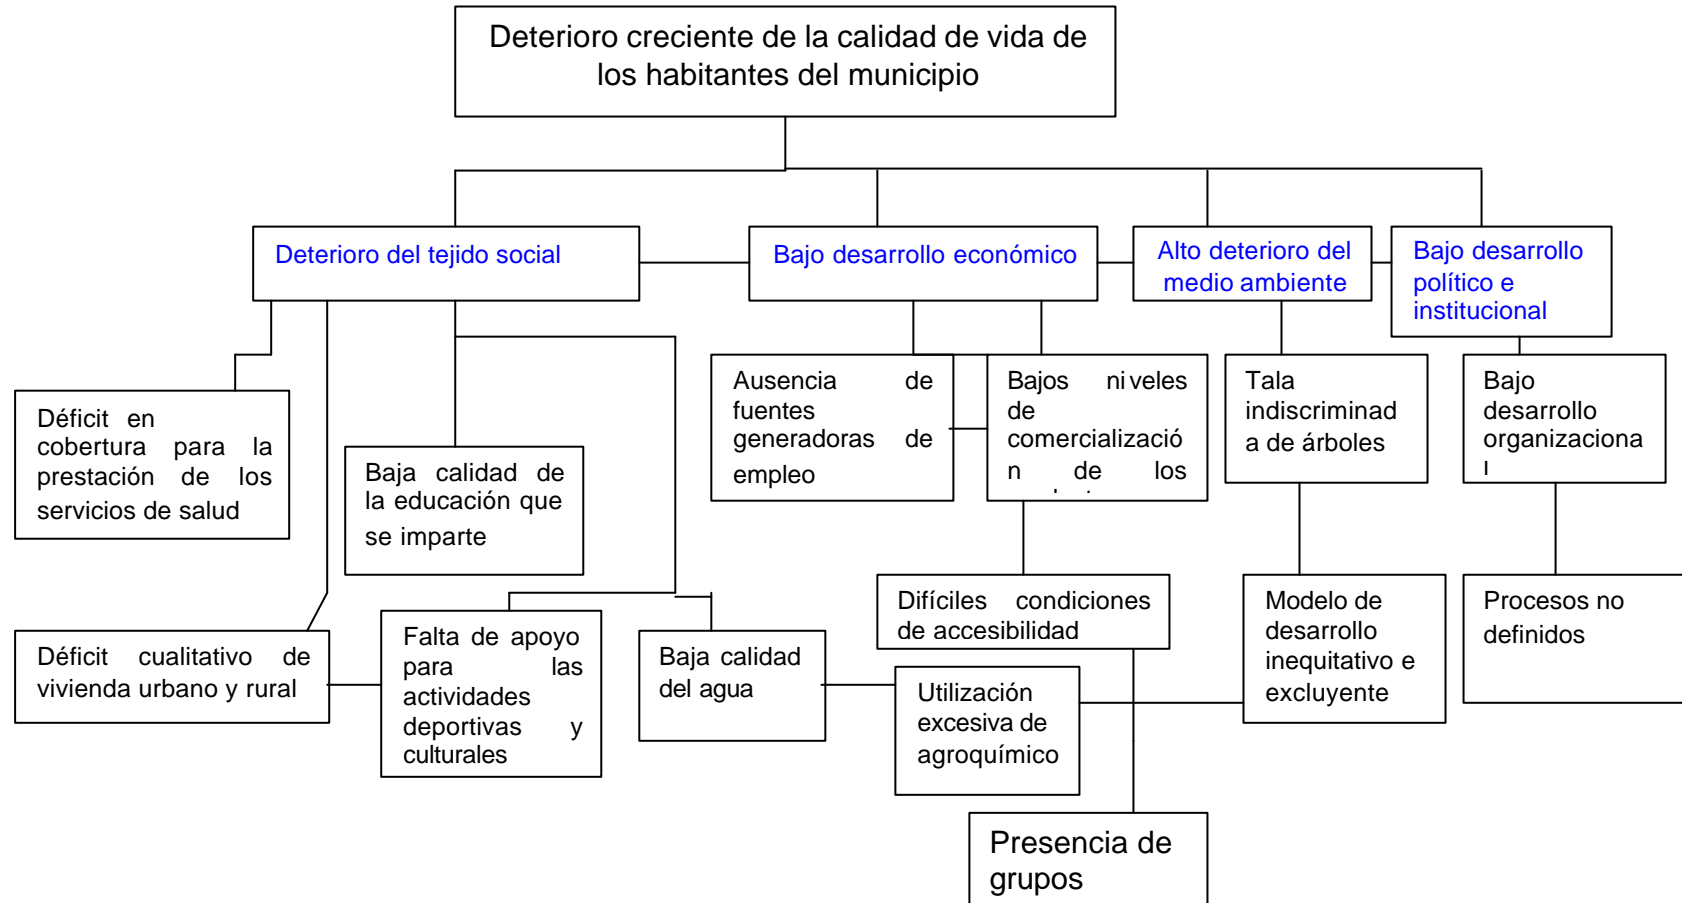 Deterioro creciente de la calidad de vida de
los habitantes del municipio
Deterioro del tejido social
Bajo desarrollo económico
Alto deterioro del
medio ambiente
Bajo desarrollo
político e
institucional
Déficit en
cobertura para la
prestación de los
servicios de salud
Baja calidad de
la educación que
se imparte
Ausencia de
fuentes
generadoras de
empleo
Bajos niveles
de
comercializació
n de los
Tala
indiscriminad
a de árboles
Bajo
desarrollo
organizaciona
l
Déficit cualitativo de
vivienda urbano y rural
Falta de apoyo
para las
actividades
deportivas y
culturales
Baja calidad
del agua
Difíciles condiciones
de accesibilidad
Utilización
excesiva de
agroquímico
Modelo de
desarrollo
inequitativo e
excluyente
Procesos no
definidos
Presencia de
grupos